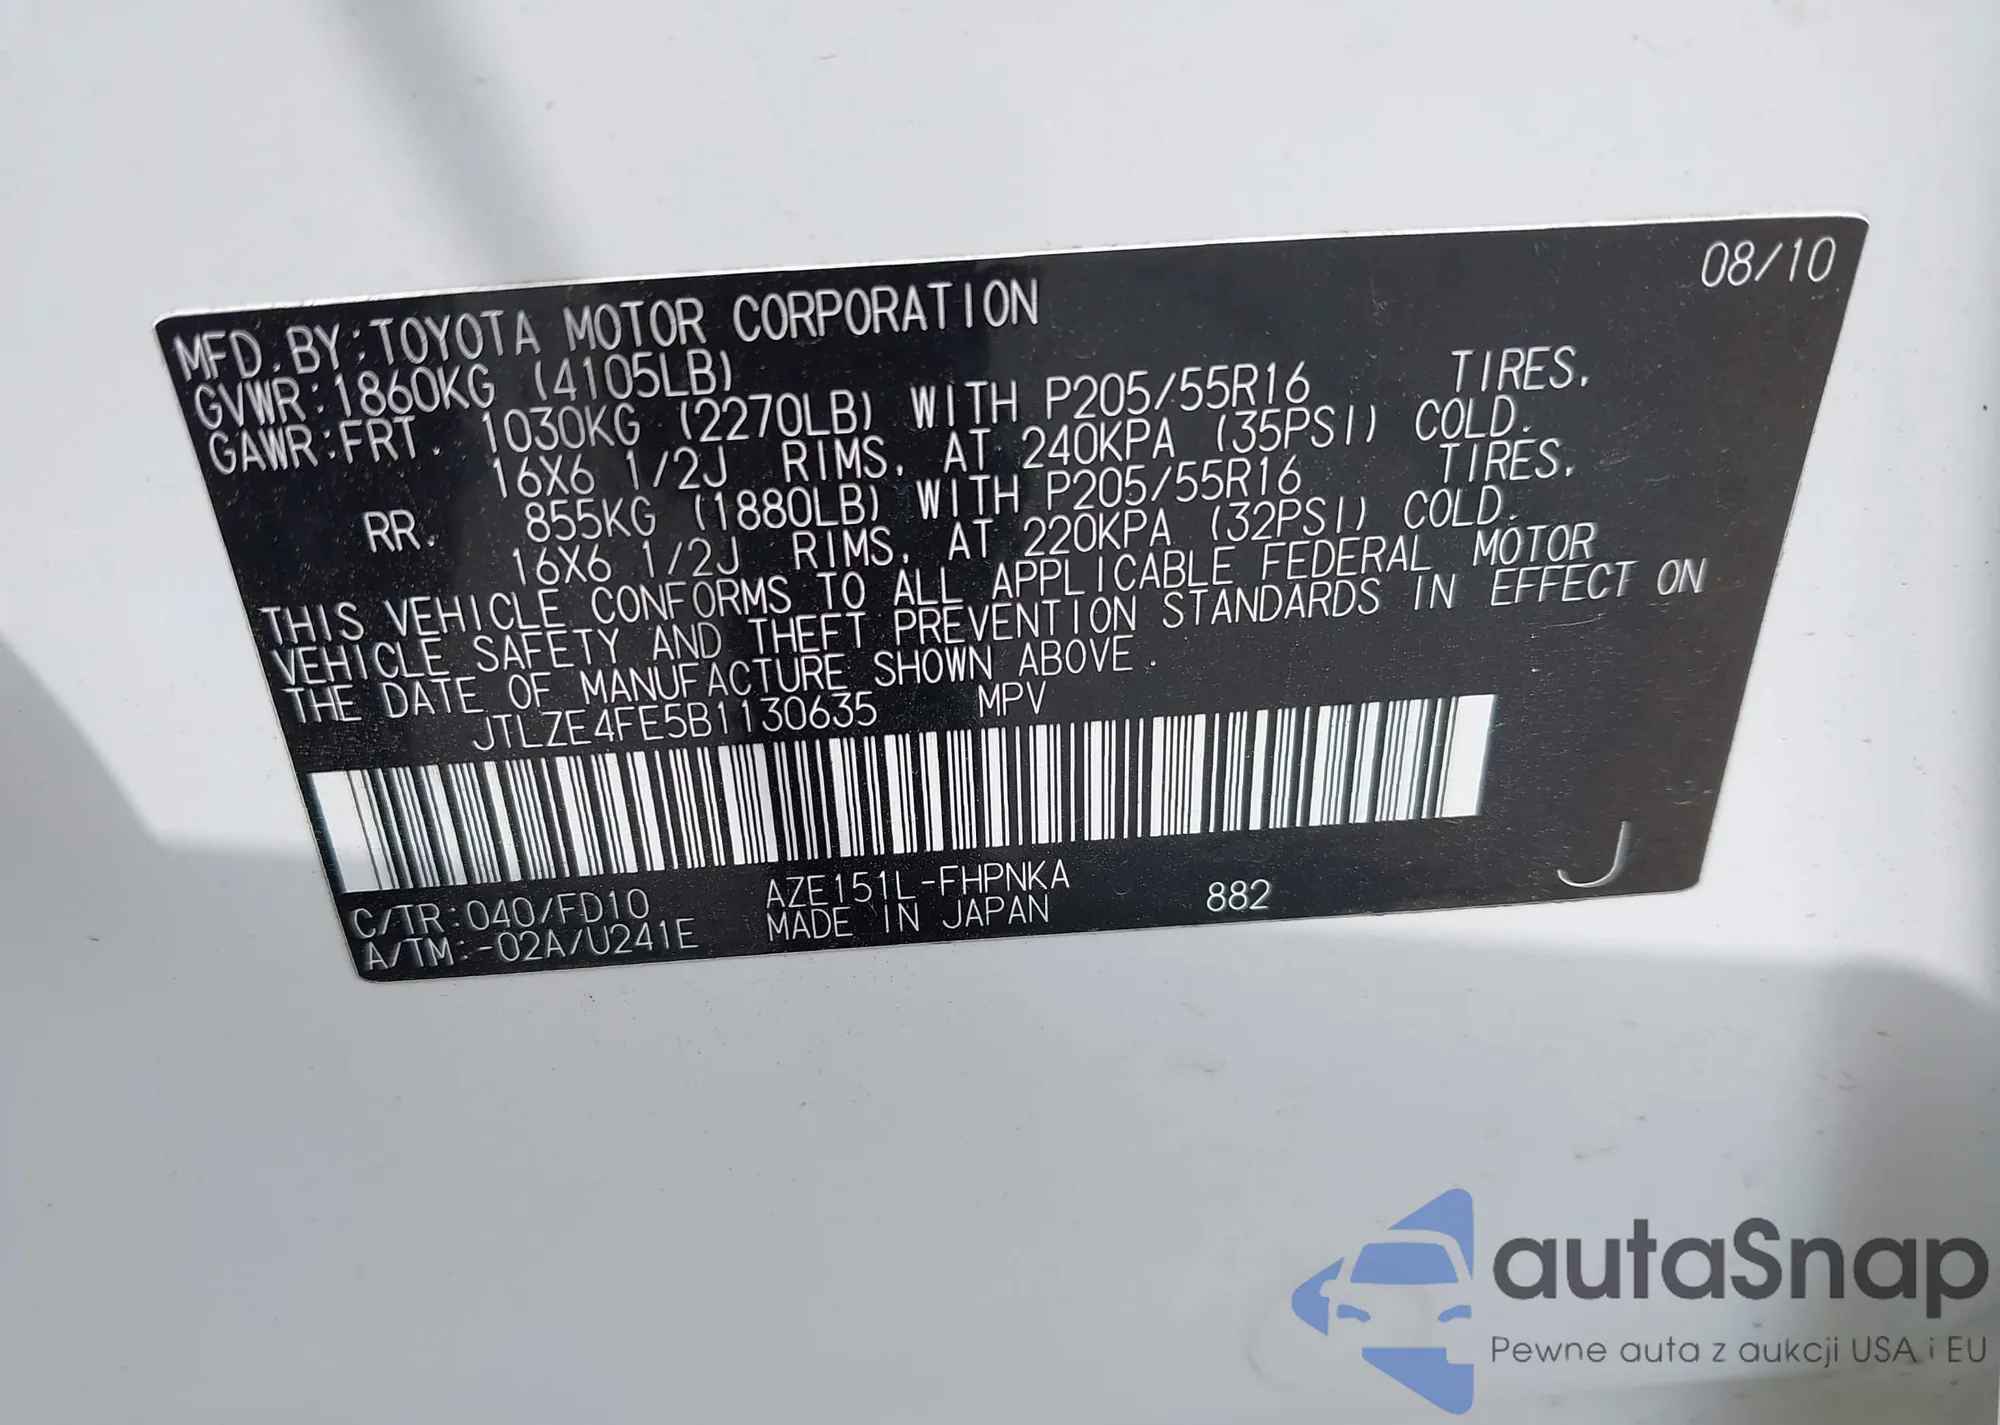 08/10
MFD. BY: TOYOTA MOTOR CORPORATION
GVWR: 1860KG (4105LB)
GAWR: FRT. 1030KG (2270LB) WITH P205/55R16 TIRES,
16X6 1/2J RIMS, AT 240KPA (35PSI) COLD.
RR. 855KG (1880LB) WITH P205/55R16 TIRES,
16X6 1/2J RIMS, AT 220KPA (32PSI) COLD.
THIS VEHICLE CONFORMS TO ALL APPLICABLE FEDERAL MOTOR
VEHICLE SAFETY AND THEFT PREVENTION STANDARDS IN EFFECT ON
THE DATE OF MANUFACTURE SHOWN ABOVE.
JTLZE4FE5B1130635 MPV
C/TR: 040/FD10 AZE151L-FHPNKA 882 J
A/TM: -02A/U241E MADE IN JAPAN
autaSnap
Pewne auta z aukcji USA i EU